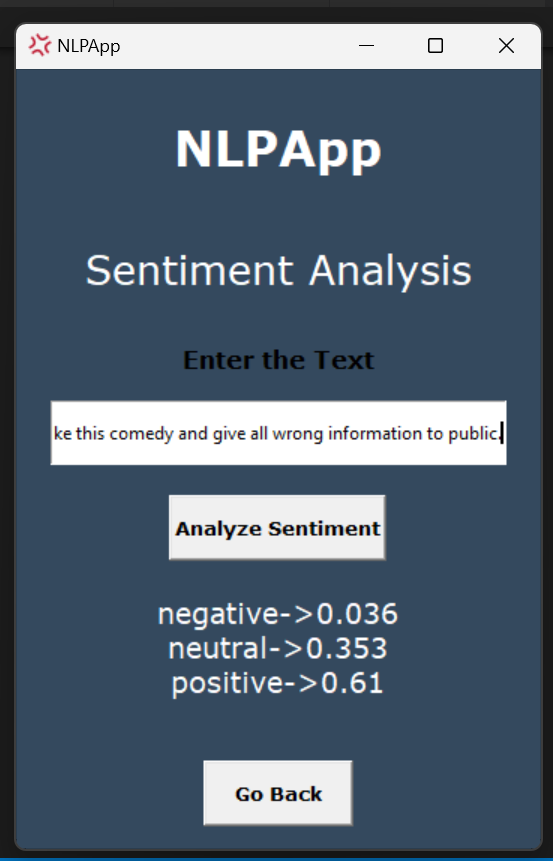 NLPApp
NLPApp
Sentiment Analysis
Enter the Text
ke this comedy and give all wrong information to public.
Analyze Sentiment
negative->0.036
neutral->0.353
positive->0.61
Go Back